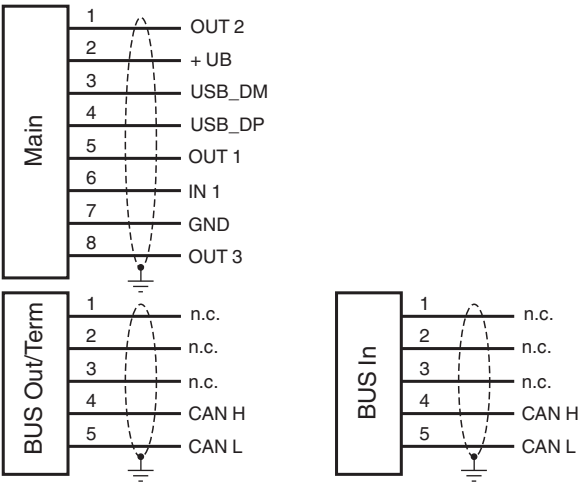 Main
1 OUT 2
2 + UB
3 USB_DM
4 USB_DP
5 OUT 1
6 IN 1
7 GND
8 OUT 3
BUS Out/Term
1 n.c.
2 n.c.
3 n.c.
4 CAN H
5 CAN L
BUS In
1 n.c.
2 n.c.
3 n.c.
4 CAN H
5 CAN L